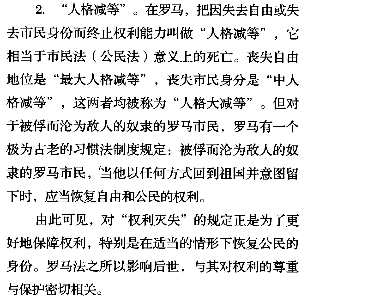 2. “人格减等”。在罗马，把因失去自由或失
去市民身份而终止权利能力叫做“人格减等”，它
相当于市民法（公民法）意义上的死亡。丧失自由
地位是“最大人格减等”，丧失市民身分是“中人
格减等”，这两者均被称为“人格大减等”。但对
于被俘而沦为敌人的奴隶的罗马市民，罗马有一个
极为古老的习惯法制度规定：被俘而沦为敌人的奴
隶的罗马市民，当他以任何方式回到祖国并意图留
下时，应当恢复自由和公民的权利。
由此可见，对“权利灭失”的规定正是为了更
好地保障权利，特别是在适当的情形下恢复公民的
身份。罗马法之所以影响后世，与其对权利的尊重
与保护密切相关。